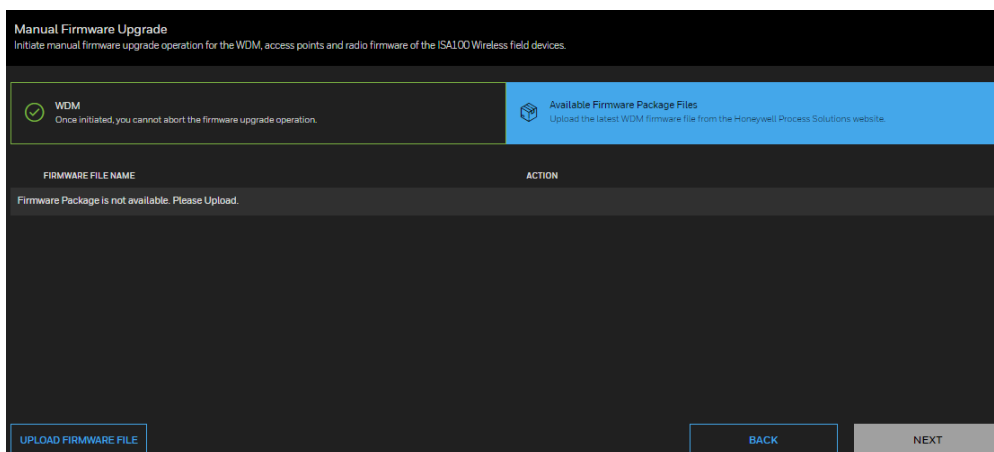 Manual Firmware Upgrade
Initiate manual firmware upgrade operation for the WDM, access points and radio firmware of the ISA100 Wireless field devices.
WDM
Once initiated, you cannot abort the firmware upgrade operation.
Available Firmware Package Files
Upload the latest WDM firmware file from the Honeywell Process Solutions website.
FIRMWARE FILE NAME
ACTION
Firmware Package is not available. Please Upload.
UPLOAD FIRMWARE FILE
BACK
NEXT